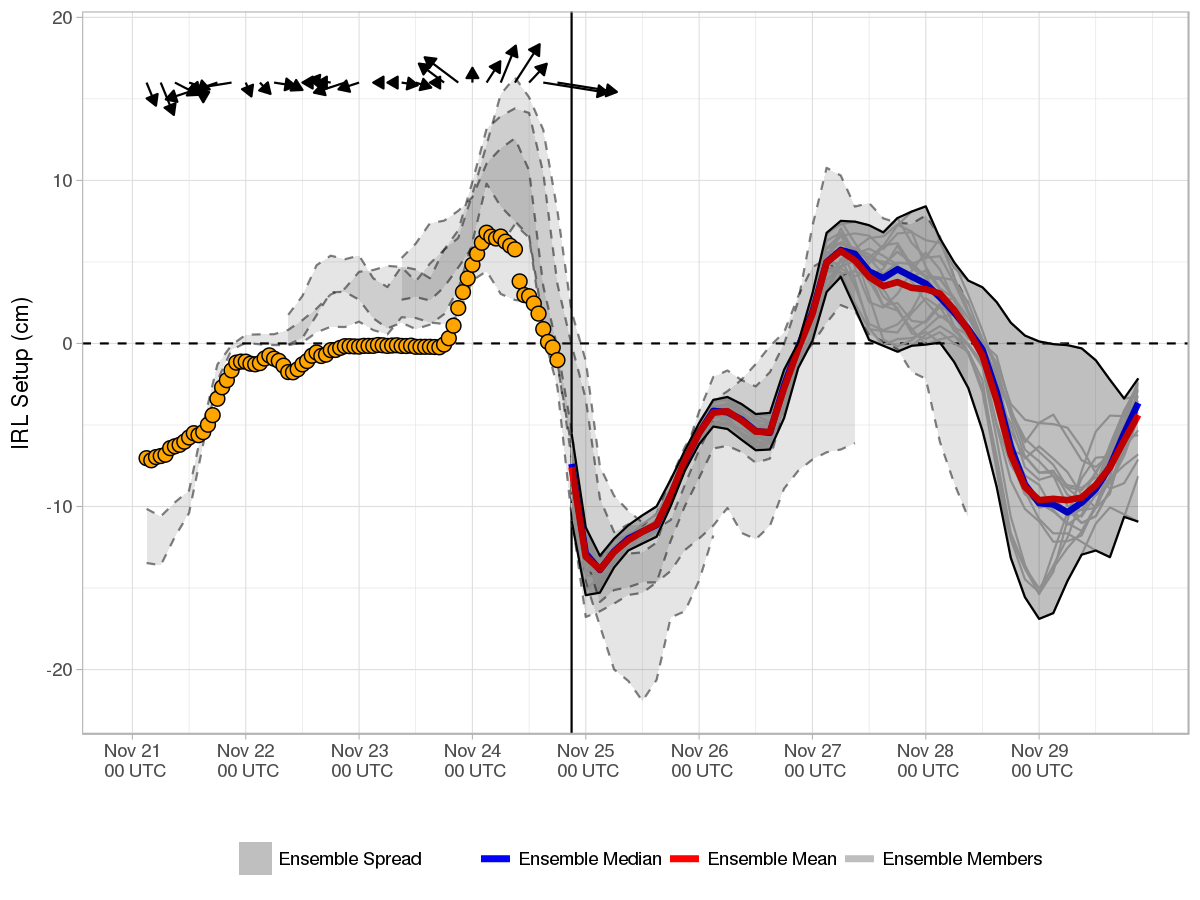 20
10
0
-10
-20
IRL Setup (cm)
Nov 21 Nov 22 Nov 23 Nov 24 Nov 25 Nov 26 Nov 27 Nov 28 Nov 29
00 UTC 00 UTC 00 UTC 00 UTC 00 UTC 00 UTC 00 UTC 00 UTC 00 UTC
Ensemble Spread Ensemble Median Ensemble Mean Ensemble Members